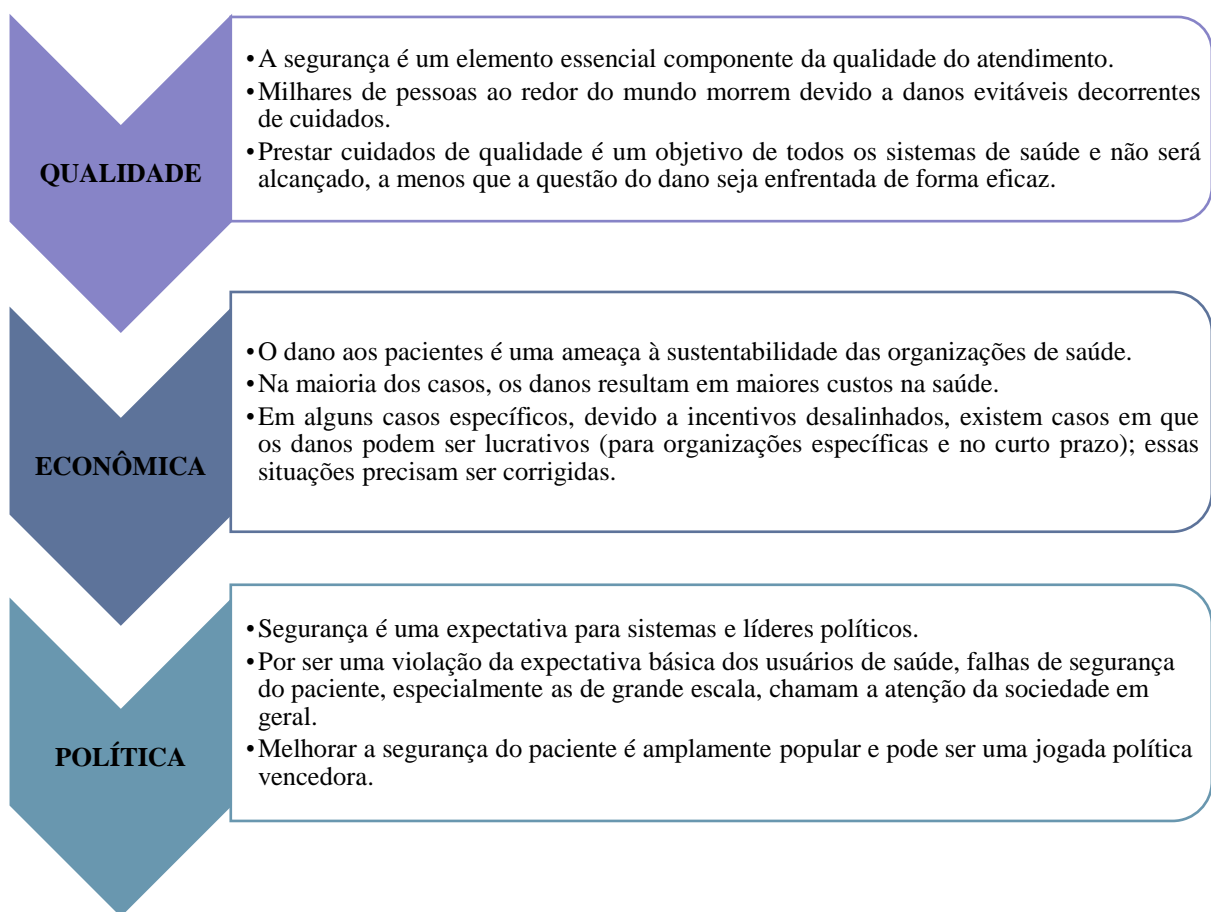 QUALIDADE
•A segurança é um elemento essencial componente da qualidade do atendimento.
•Milhares de pessoas ao redor do mundo morrem devido a danos evitáveis decorrentes
de cuidados.
•Prestar cuidados de qualidade é um objetivo de todos os sistemas de saúde e não será
alcançado, a menos que a questão do dano seja enfrentada de forma eficaz.
ECONÔMICA
•O dano aos pacientes é uma ameaça à sustentabilidade das organizações de saúde.
•Na maioria dos casos, os danos resultam em maiores custos na saúde.
•Em alguns casos específicos, devido a incentivos desalinhados, existem casos em que
os danos podem ser lucrativos (para organizações específicas e no curto prazo); essas
situações precisam ser corrigidas.
POLÍTICA
•Segurança é uma expectativa para sistemas e líderes políticos.
•Por ser uma violação da expectativa básica dos usuários de saúde, falhas de segurança
do paciente, especialmente as de grande escala, chamam a atenção da sociedade em
geral.
•Melhorar a segurança do paciente é amplamente popular e pode ser uma jogada política
vencedora.